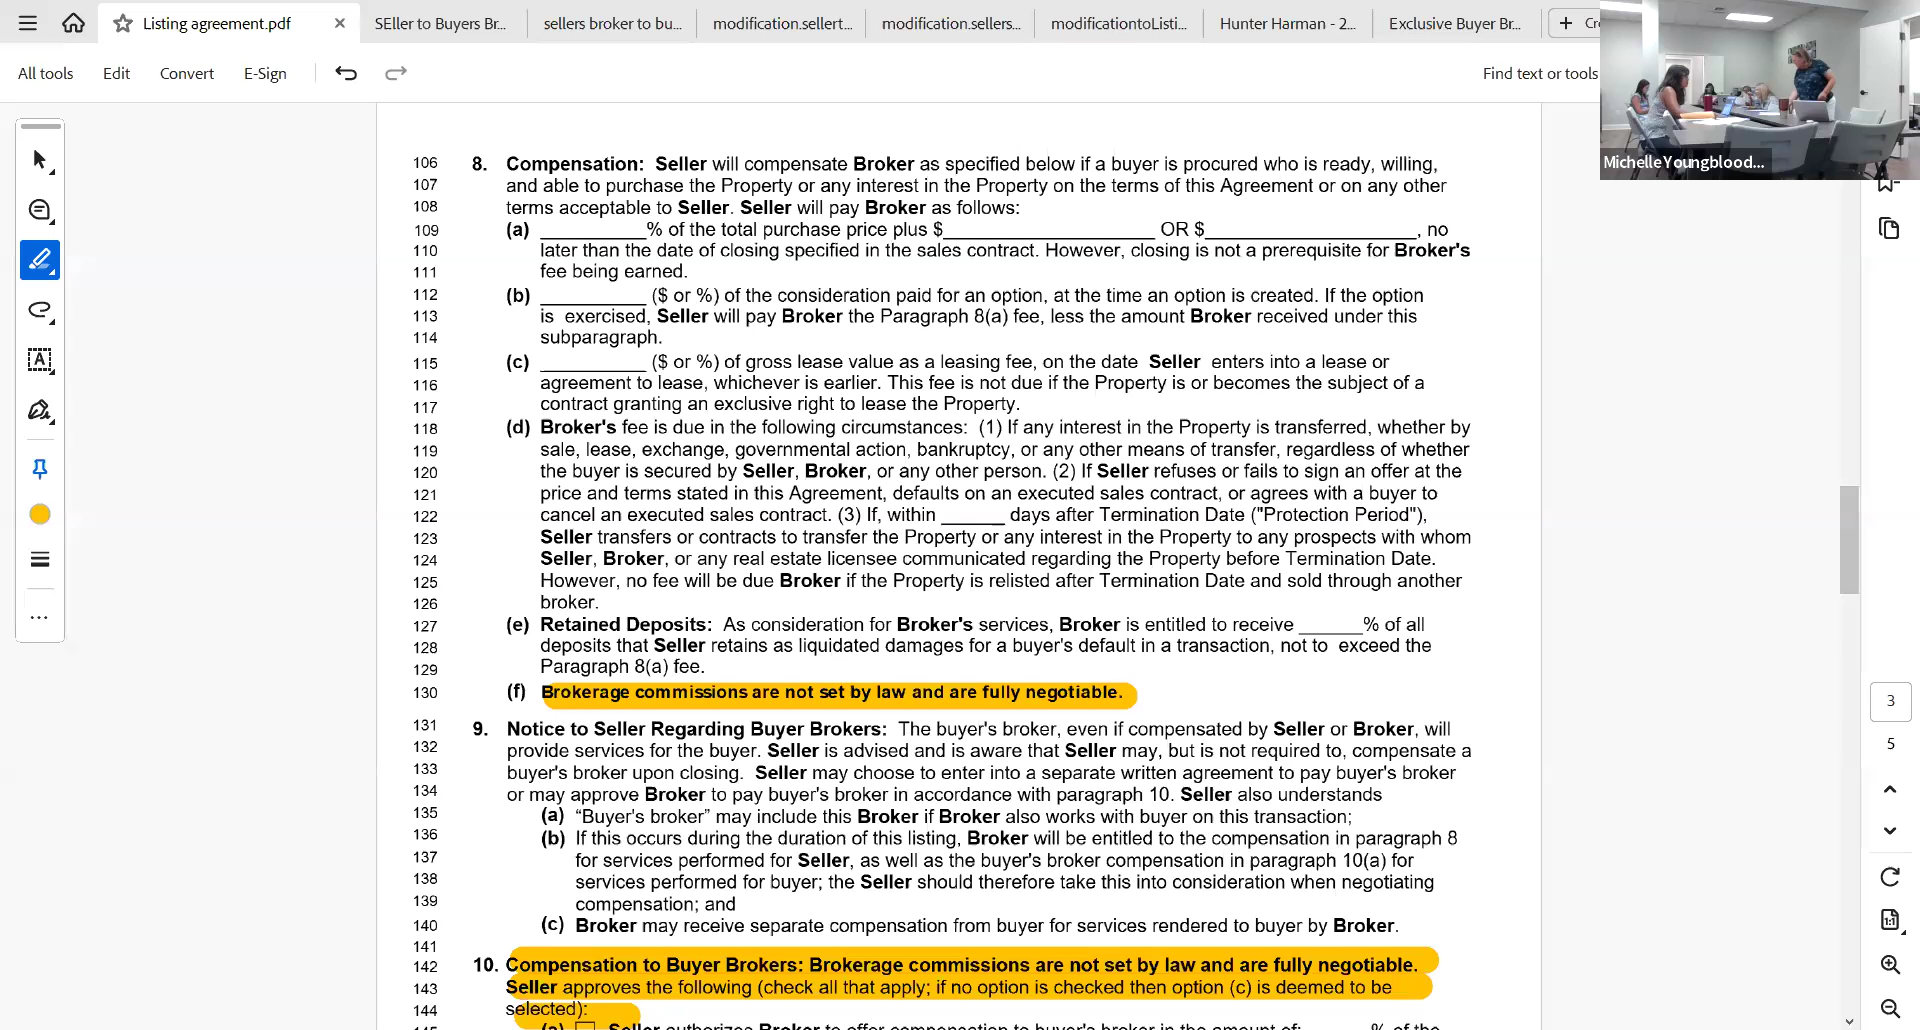 Listing agreement.pdf
SEller to Buyers Br...
sellers broker to bu...
modification.sellert...
modification.sellers...
modificationtoListi...
Hunter Harman - 2...
Exclusive Buyer Br...
All tools
Edit
Convert
E-Sign
Find text or tools
Michelle Youngblood...
106 8. Compensation: Seller will compensate Broker as specified below if a buyer is procured who is ready, willing,
107 and able to purchase the Property or any interest in the Property on the terms of this Agreement or on any other
108 terms acceptable to Seller. Seller will pay Broker as follows:
109 (a) __________% of the total purchase price plus $____________________ OR $____________________, no
110 later than the date of closing specified in the sales contract. However, closing is not a prerequisite for Broker's
111 fee being earned.
112 (b) __________ ($ or %) of the consideration paid for an option, at the time an option is created. If the option
113 is exercised, Seller will pay Broker the Paragraph 8(a) fee, less the amount Broker received under this
114 subparagraph.
115 (c) __________ ($ or %) of gross lease value as a leasing fee, on the date Seller enters into a lease or
116 agreement to lease, whichever is earlier. This fee is not due if the Property is or becomes the subject of a
117 contract granting an exclusive right to lease the Property.
118 (d) Broker's fee is due in the following circumstances: (1) If any interest in the Property is transferred, whether by
119 sale, lease, exchange, governmental action, bankruptcy, or any other means of transfer, regardless of whether
120 the buyer is secured by Seller, Broker, or any other person. (2) If Seller refuses or fails to sign an offer at the
121 price and terms stated in this Agreement, defaults on an executed sales contract, or agrees with a buyer to
122 cancel an executed sales contract. (3) If, within ______ days after Termination Date ("Protection Period"),
123 Seller transfers or contracts to transfer the Property or any interest in the Property to any prospects with whom
124 Seller, Broker, or any real estate licensee communicated regarding the Property before Termination Date.
125 However, no fee will be due Broker if the Property is relisted after Termination Date and sold through another
126 broker.
127 (e) Retained Deposits: As consideration for Broker's services, Broker is entitled to receive ______% of all
128 deposits that Seller retains as liquidated damages for a buyer's default in a transaction, not to exceed the
129 Paragraph 8(a) fee.
130 (f) Brokerage commissions are not set by law and are fully negotiable.
131 9. Notice to Seller Regarding Buyer Brokers: The buyer's broker, even if compensated by Seller or Broker, will
132 provide services for the buyer. Seller is advised and is aware that Seller may, but is not required to, compensate a
133 buyer's broker upon closing. Seller may choose to enter into a separate written agreement to pay buyer's broker
134 or may approve Broker to pay buyer's broker in accordance with paragraph 10. Seller also understands
135 (a) “Buyer's broker” may include this Broker if Broker also works with buyer on this transaction;
136 (b) If this occurs during the duration of this listing, Broker will be entitled to the compensation in paragraph 8
137 for services performed for Seller, as well as the buyer's broker compensation in paragraph 10(a) for
138 services performed for buyer; the Seller should therefore take this into consideration when negotiating
139 compensation; and
140 (c) Broker may receive separate compensation from buyer for services rendered to buyer by Broker.
141
142 10. Compensation to Buyer Brokers: Brokerage commissions are not set by law and are fully negotiable.
143 Seller approves the following (check all that apply; if no option is checked then option (c) is deemed to be
144 selected):
(a) Seller authorizes Broker to offer compensation to buyer's broker in the amount of: ______% of the
3
5